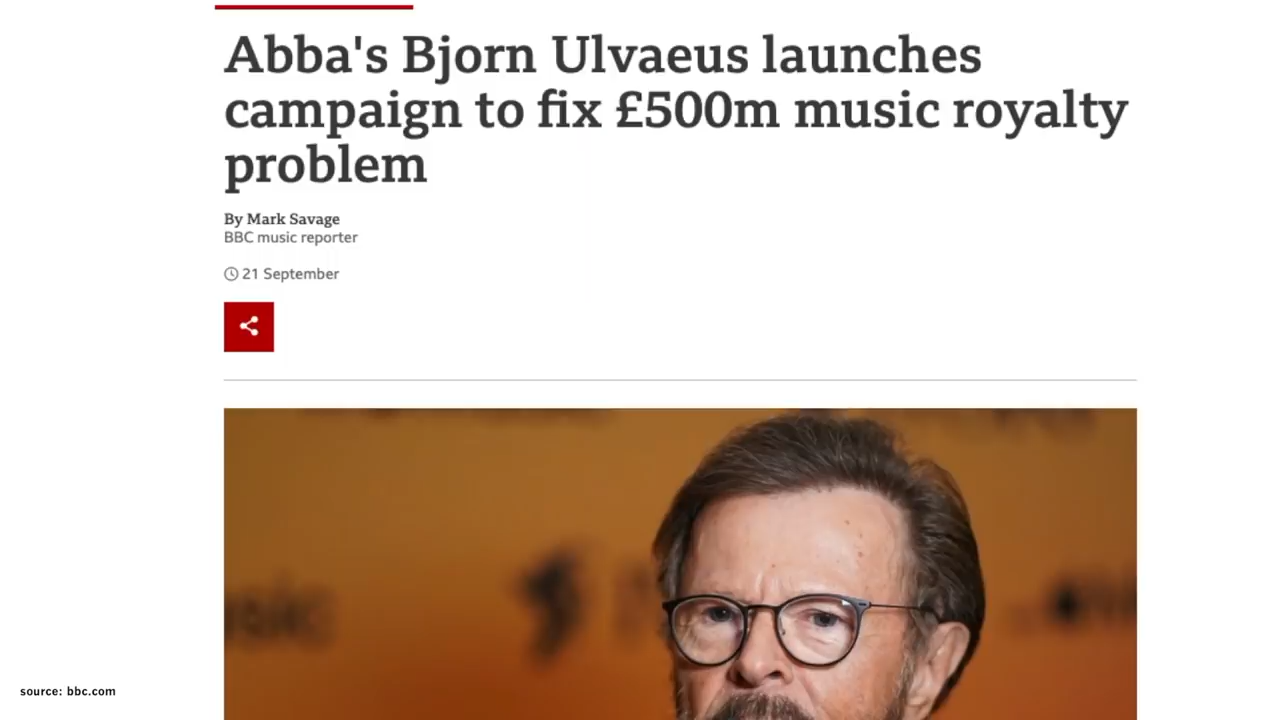 Abba's Bjorn Ulvaeus launches
campaign to fix £500m music royalty
problem
By Mark Savage
BBC music reporter
21 September
source: bbc.com